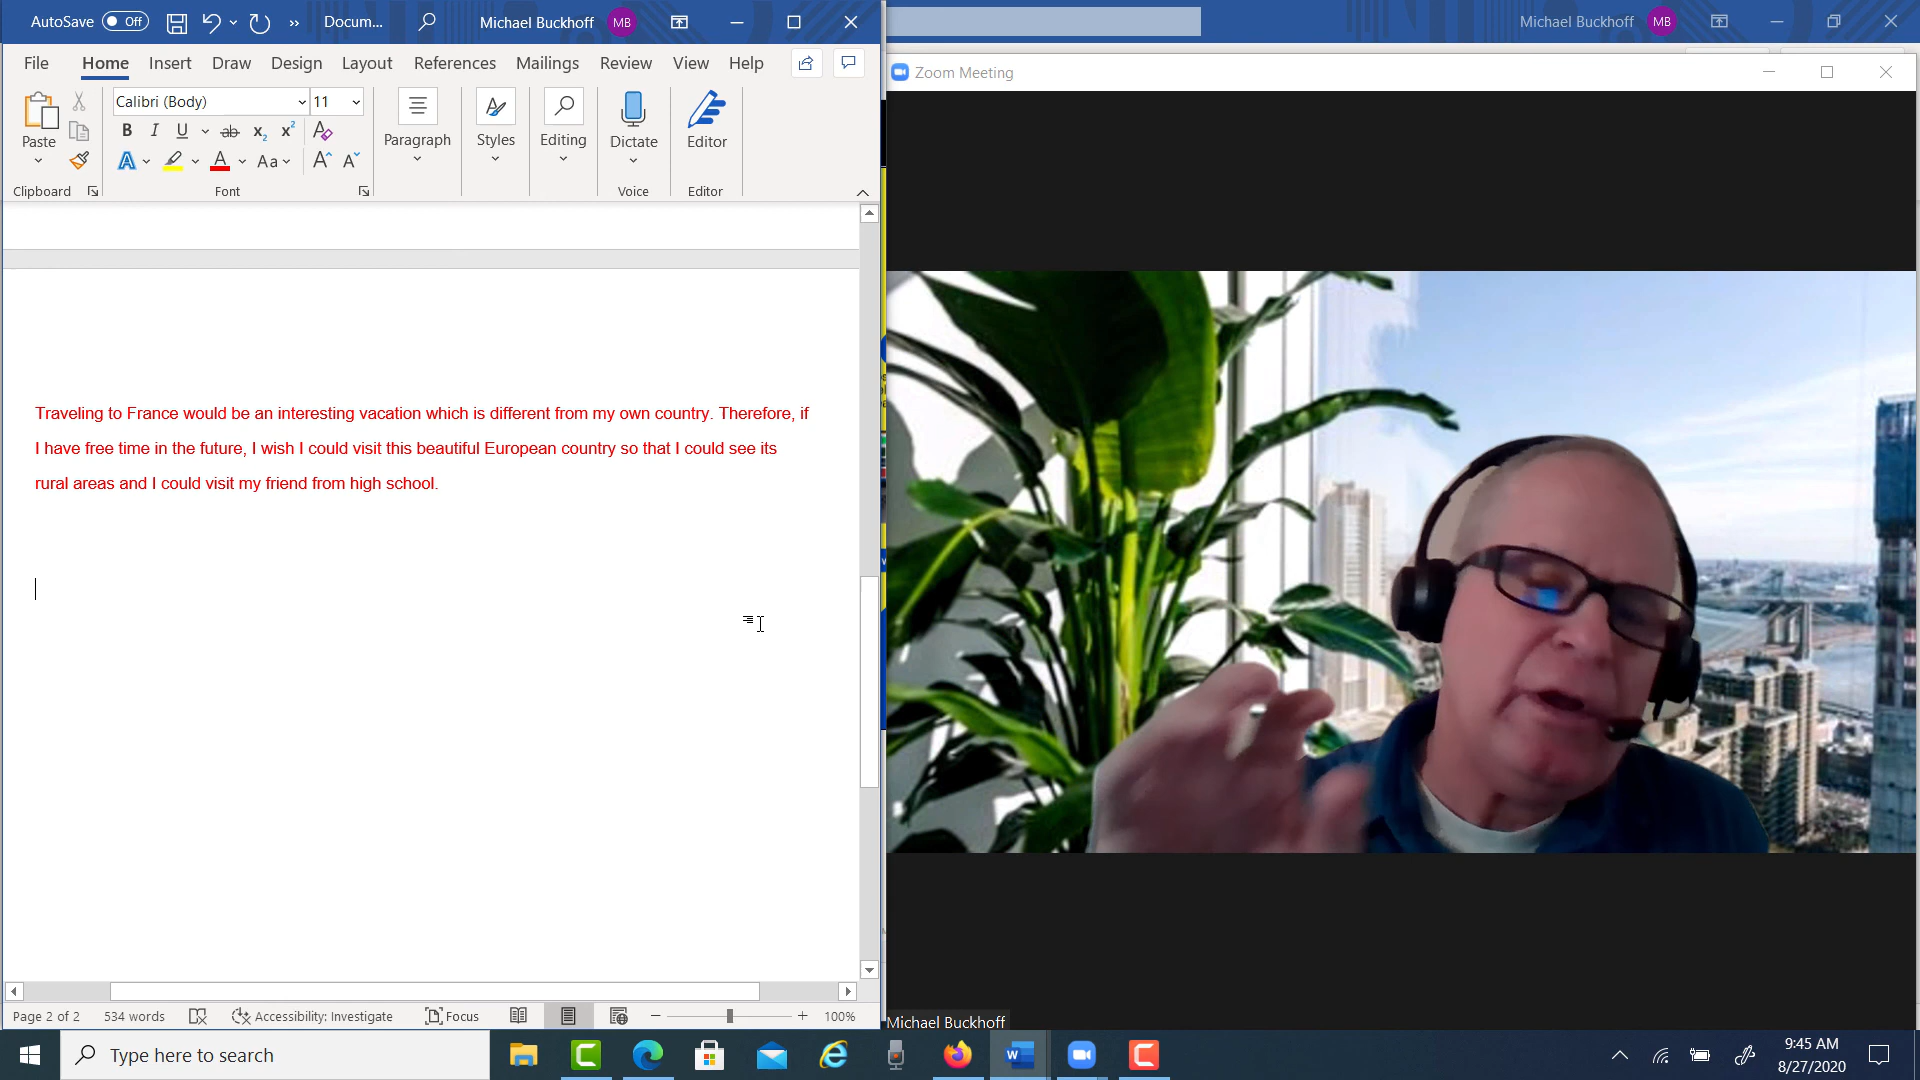 AutoSave Off » Docum... Michael Buckhoff MB
Michael Buckhoff MB
File Home Insert Draw Design Layout References Mailings Review View Help
Zoom Meeting
Calibri (Body) 11
Paste
B I U ab x₂ x² A
A A Aa A A
Paragraph Styles Editing Dictate Editor
Clipboard Font Voice Editor
Traveling to France would be an interesting vacation which is different from my own country. Therefore, if
I have free time in the future, I wish I could visit this beautiful European country so that I could see its
rural areas and I could visit my friend from high school.
Page 2 of 2 534 words Accessibility: Investigate Focus 100%
Michael Buckhoff
Type here to search
9:45 AM
8/27/2020